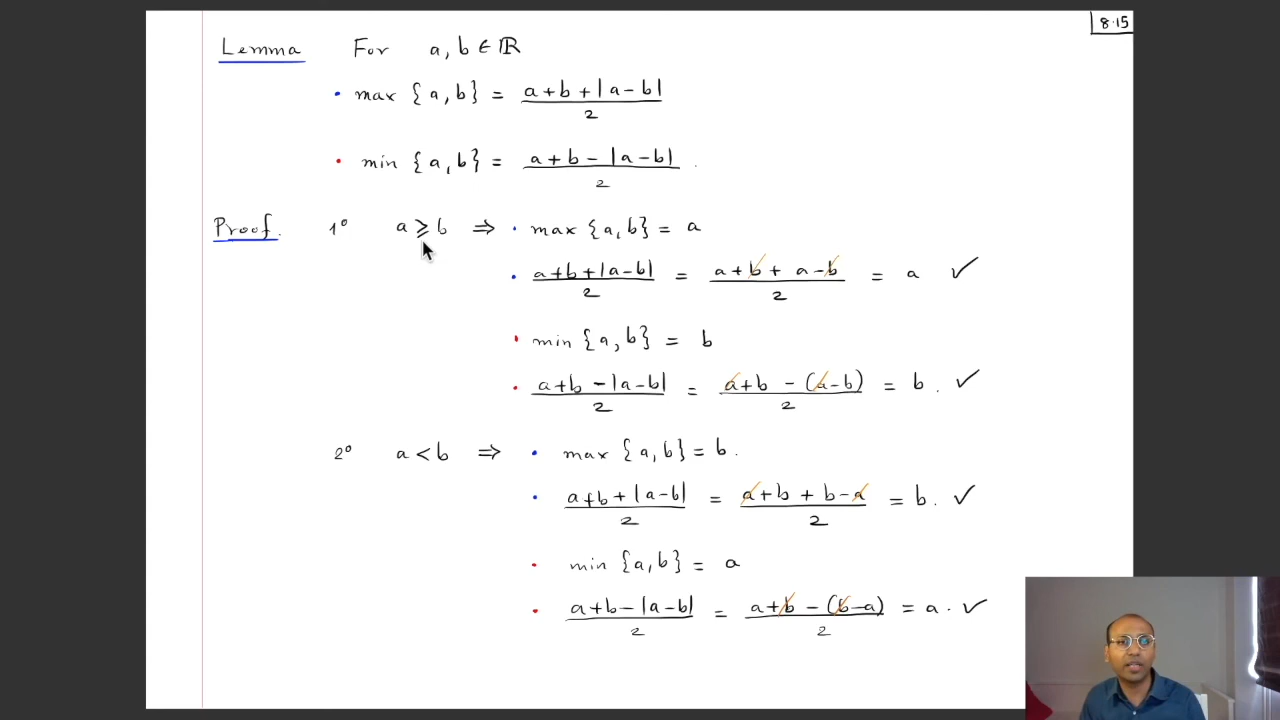 8.15
Lemma For a, b ∈ ℝ
• max {a, b} = (a+b+|a-b|)/2
• min {a, b} = (a+b-|a-b|)/2 .
Proof. 1° a ≥ b ⇒ • max {a, b} = a
• (a+b+|a-b|)/2 = (a+b+a-b)/2 = a ✓
• min {a, b} = b
• (a+b-|a-b|)/2 = (a+b-(a-b))/2 = b . ✓
2° a < b ⇒ • max {a, b} = b .
• (a+b+|a-b|)/2 = (a+b+b-a)/2 = b . ✓
• min {a, b} = a
• (a+b-|a-b|)/2 = (a+b-(b-a))/2 = a . ✓